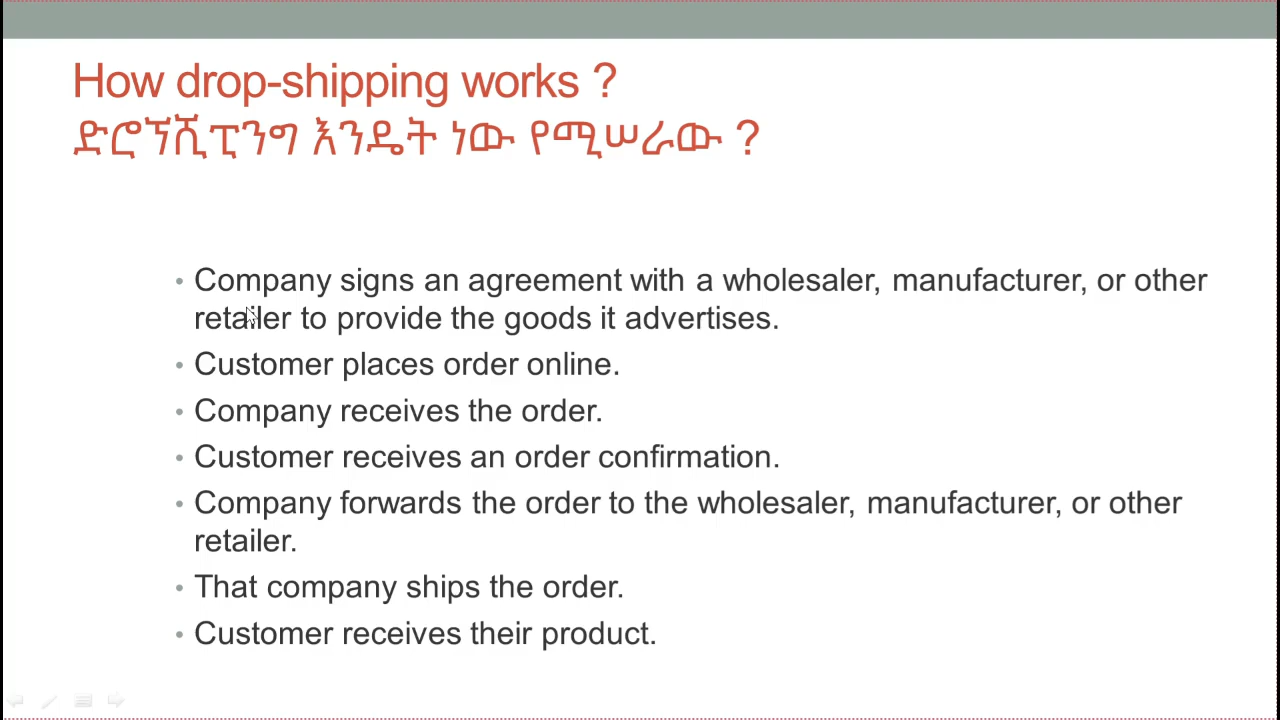 How drop-shipping works ?
ድሮፕሺፒንግ እንዴት ነው የሚሠራው ?
• Company signs an agreement with a wholesaler, manufacturer, or other
retailer to provide the goods it advertises.
• Customer places order online.
• Company receives the order.
• Customer receives an order confirmation.
• Company forwards the order to the wholesaler, manufacturer, or other
retailer.
• That company ships the order.
• Customer receives their product.